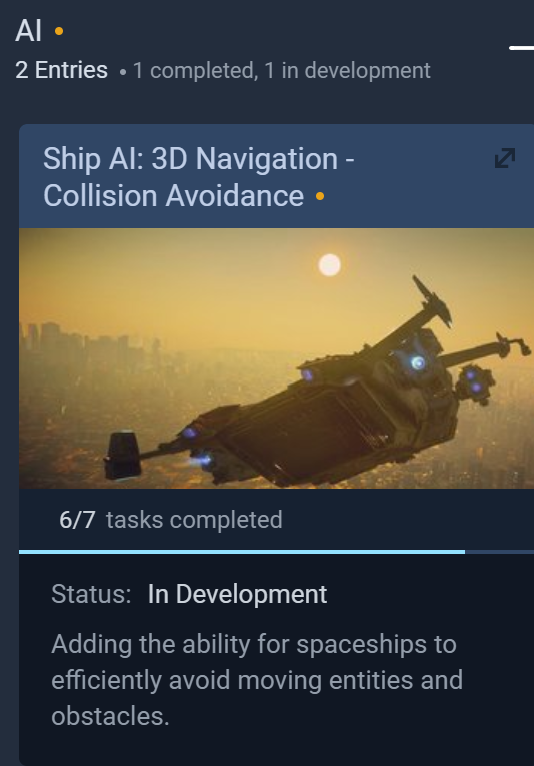 AI
2 Entries • 1 completed, 1 in development
Ship AI: 3D Navigation -
Collision Avoidance
6/7 tasks completed
Status: In Development
Adding the ability for spaceships to
efficiently avoid moving entities and
obstacles.